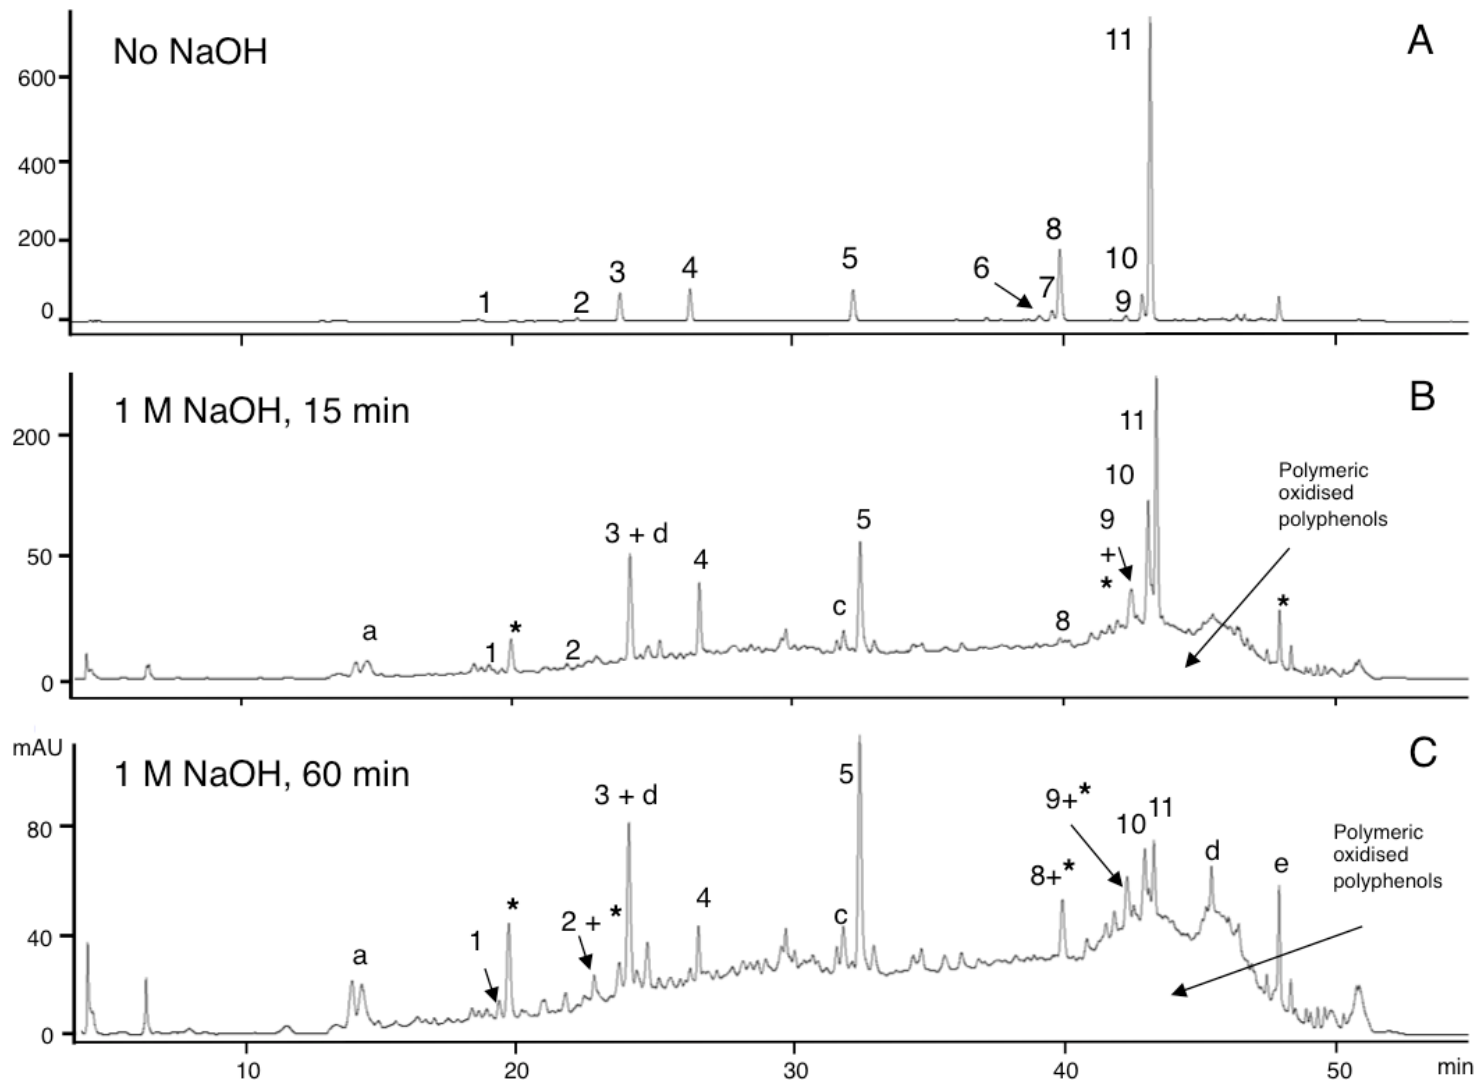 No NaOH
A
600
400
200
0
1
2
3
4
5
6
7
8
9
10
11
1 M NaOH, 15 min
B
200
50
0
a
1
*
2
3 + d
4
c
5
8
9
+
*
10
11
*
Polymeric
oxidised
polyphenols
mAU
1 M NaOH, 60 min
C
80
40
0
a
1
*
2 + *
3 + d
4
c
5
8+*
9+*
10
11
d
e
Polymeric
oxidised
polyphenols
10 20 30 40 50 min